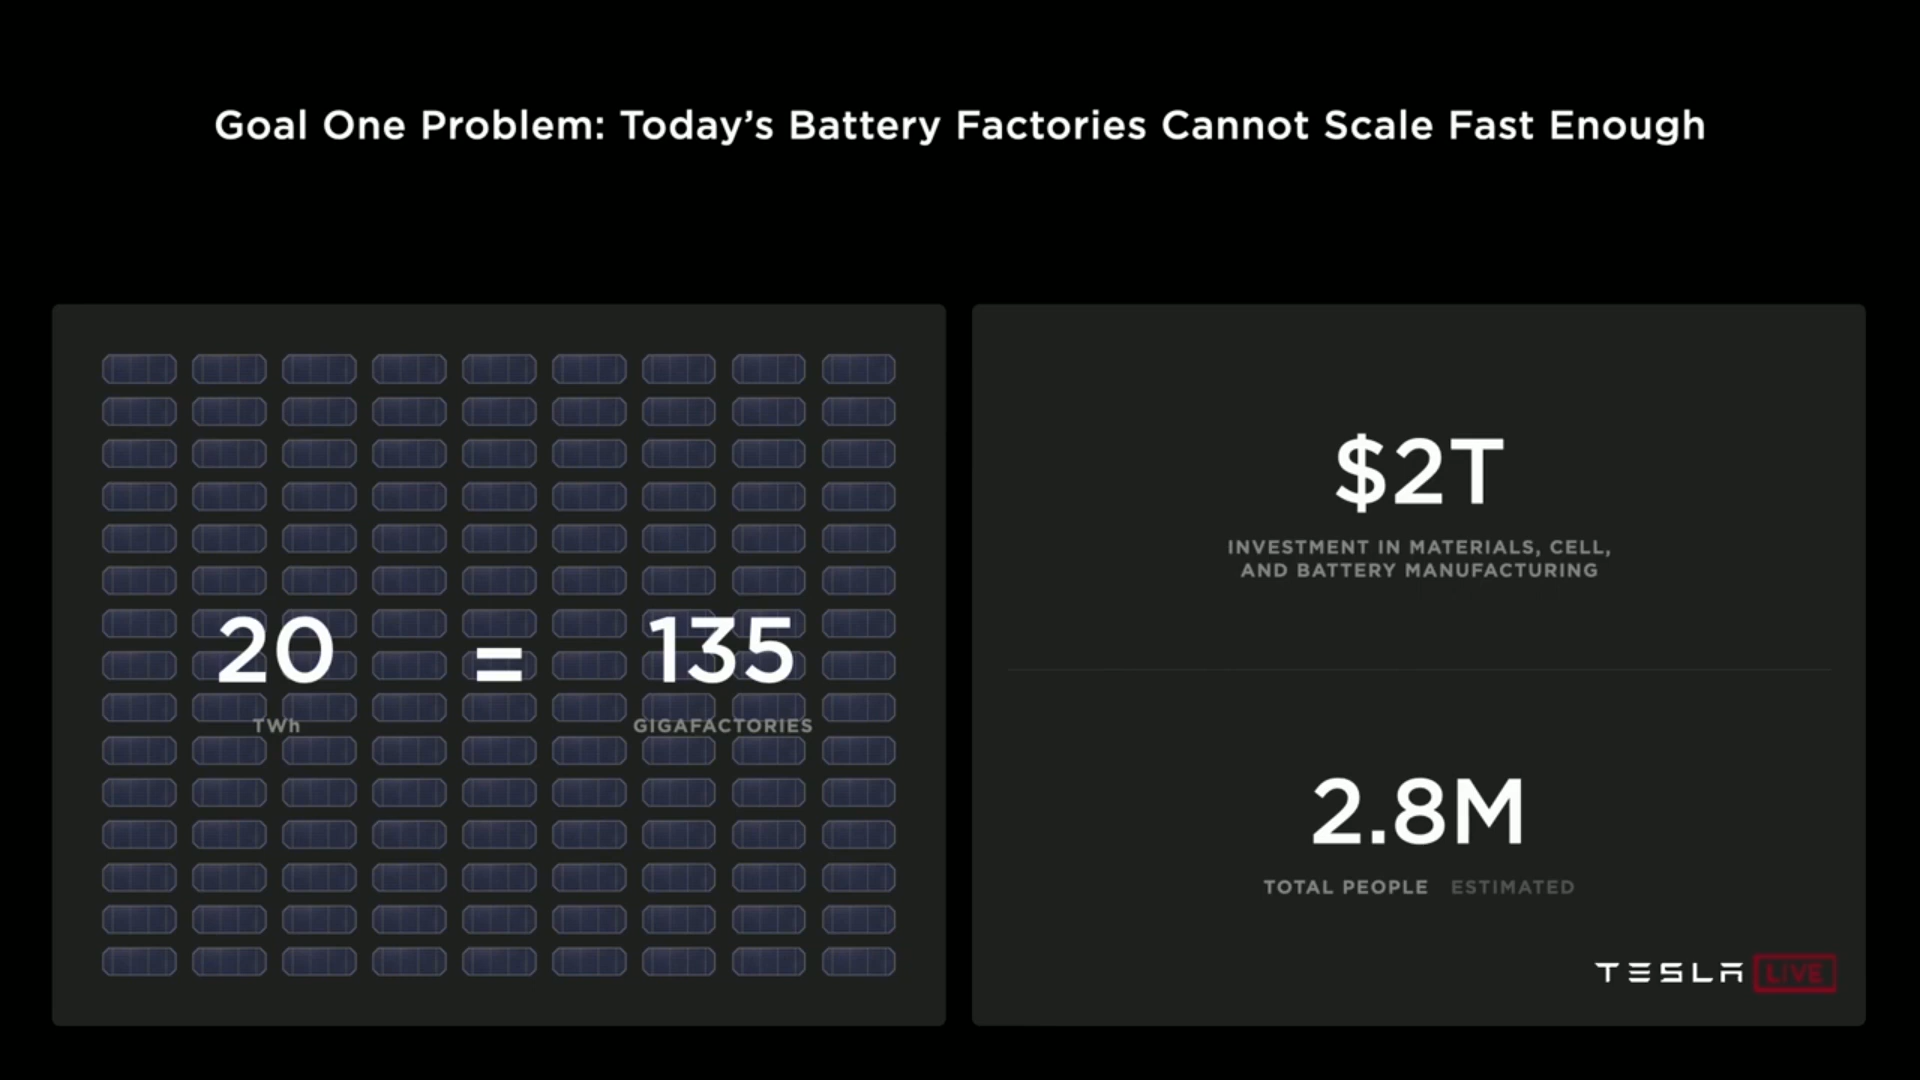 Goal One Problem: Today's Battery Factories Cannot Scale Fast Enough
20 = 135
TWh GIGAFACTORIES
$2T
INVESTMENT IN MATERIALS, CELL,
AND BATTERY MANUFACTURING
2.8M
TOTAL PEOPLE ESTIMATED
TESLA LIVE